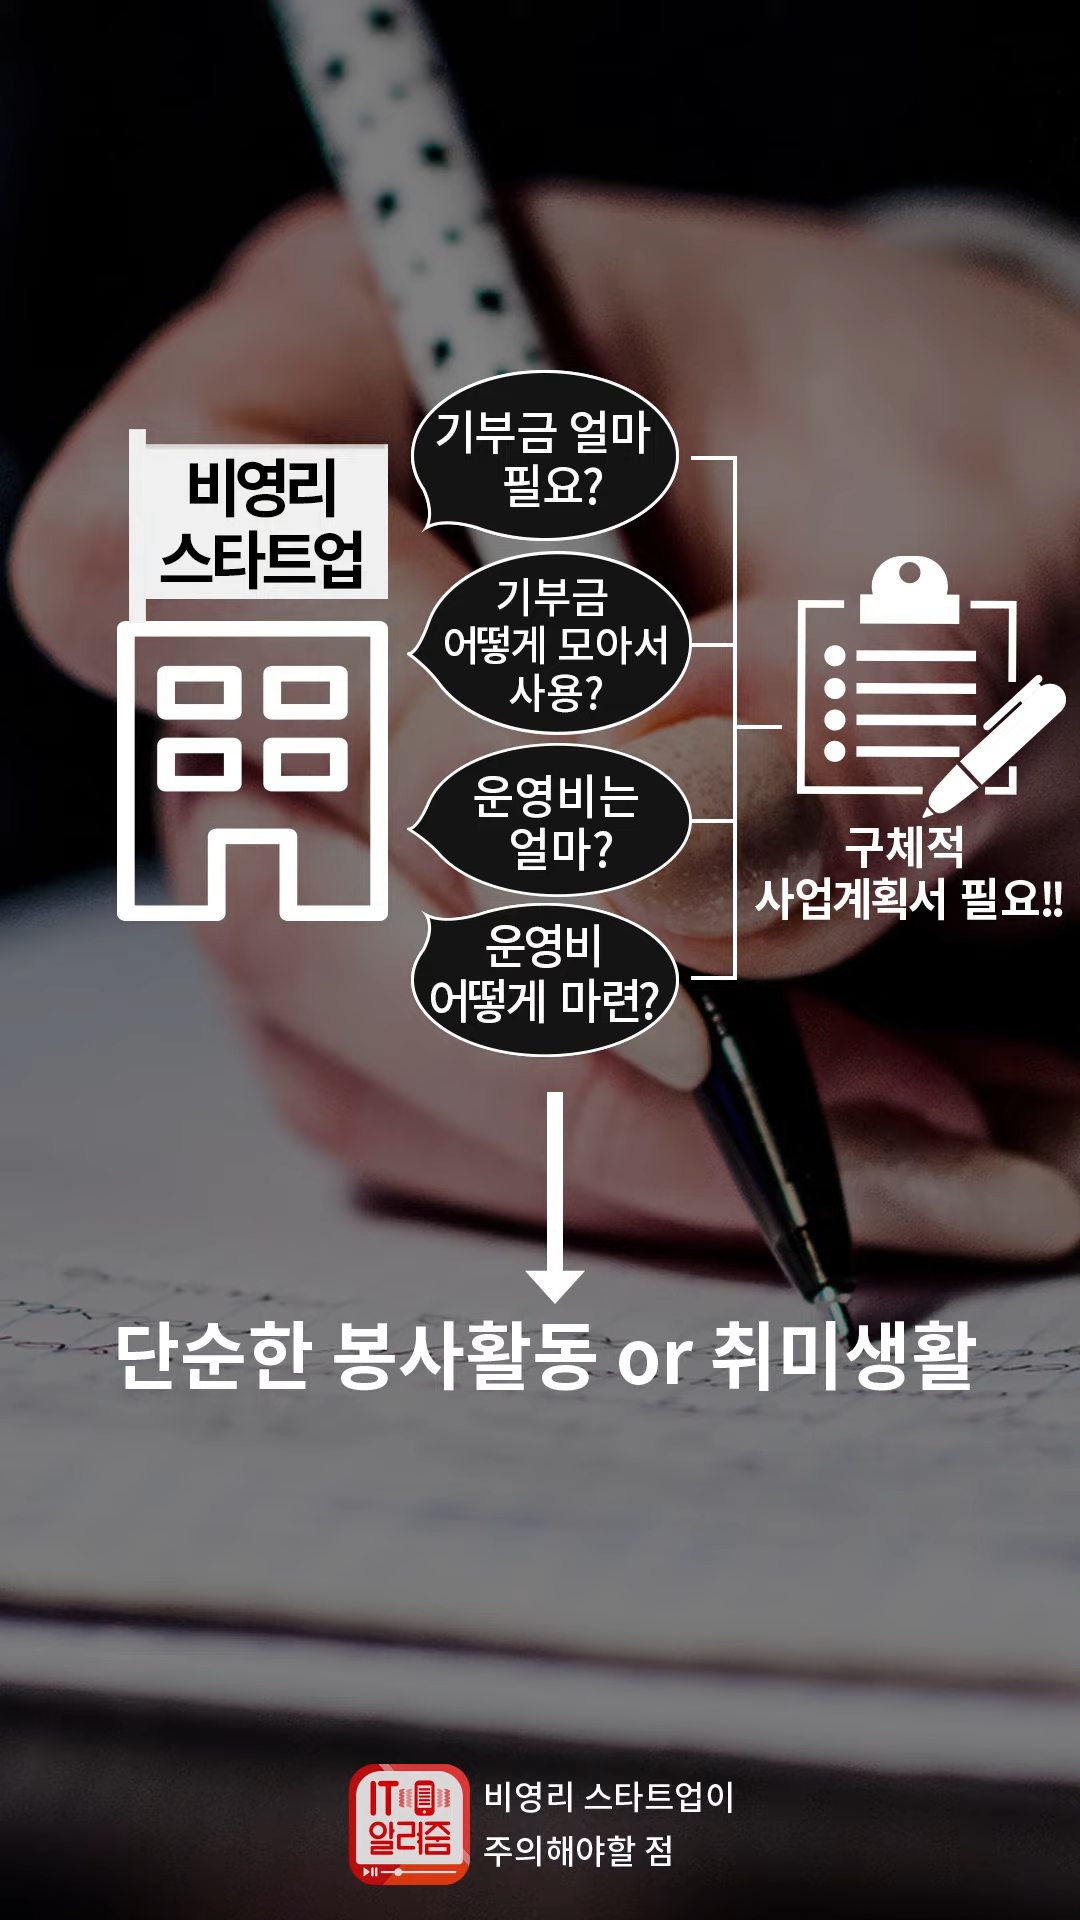 비영리
스타트업
기부금 얼마
필요?
기부금
어떻게 모아서
사용?
운영비는
얼마?
운영비
어떻게 마련?
구체적
사업계획서 필요!!
단순한 봉사활동 or 취미생활
IT
알려줌
비영리 스타트업이
주의해야할 점